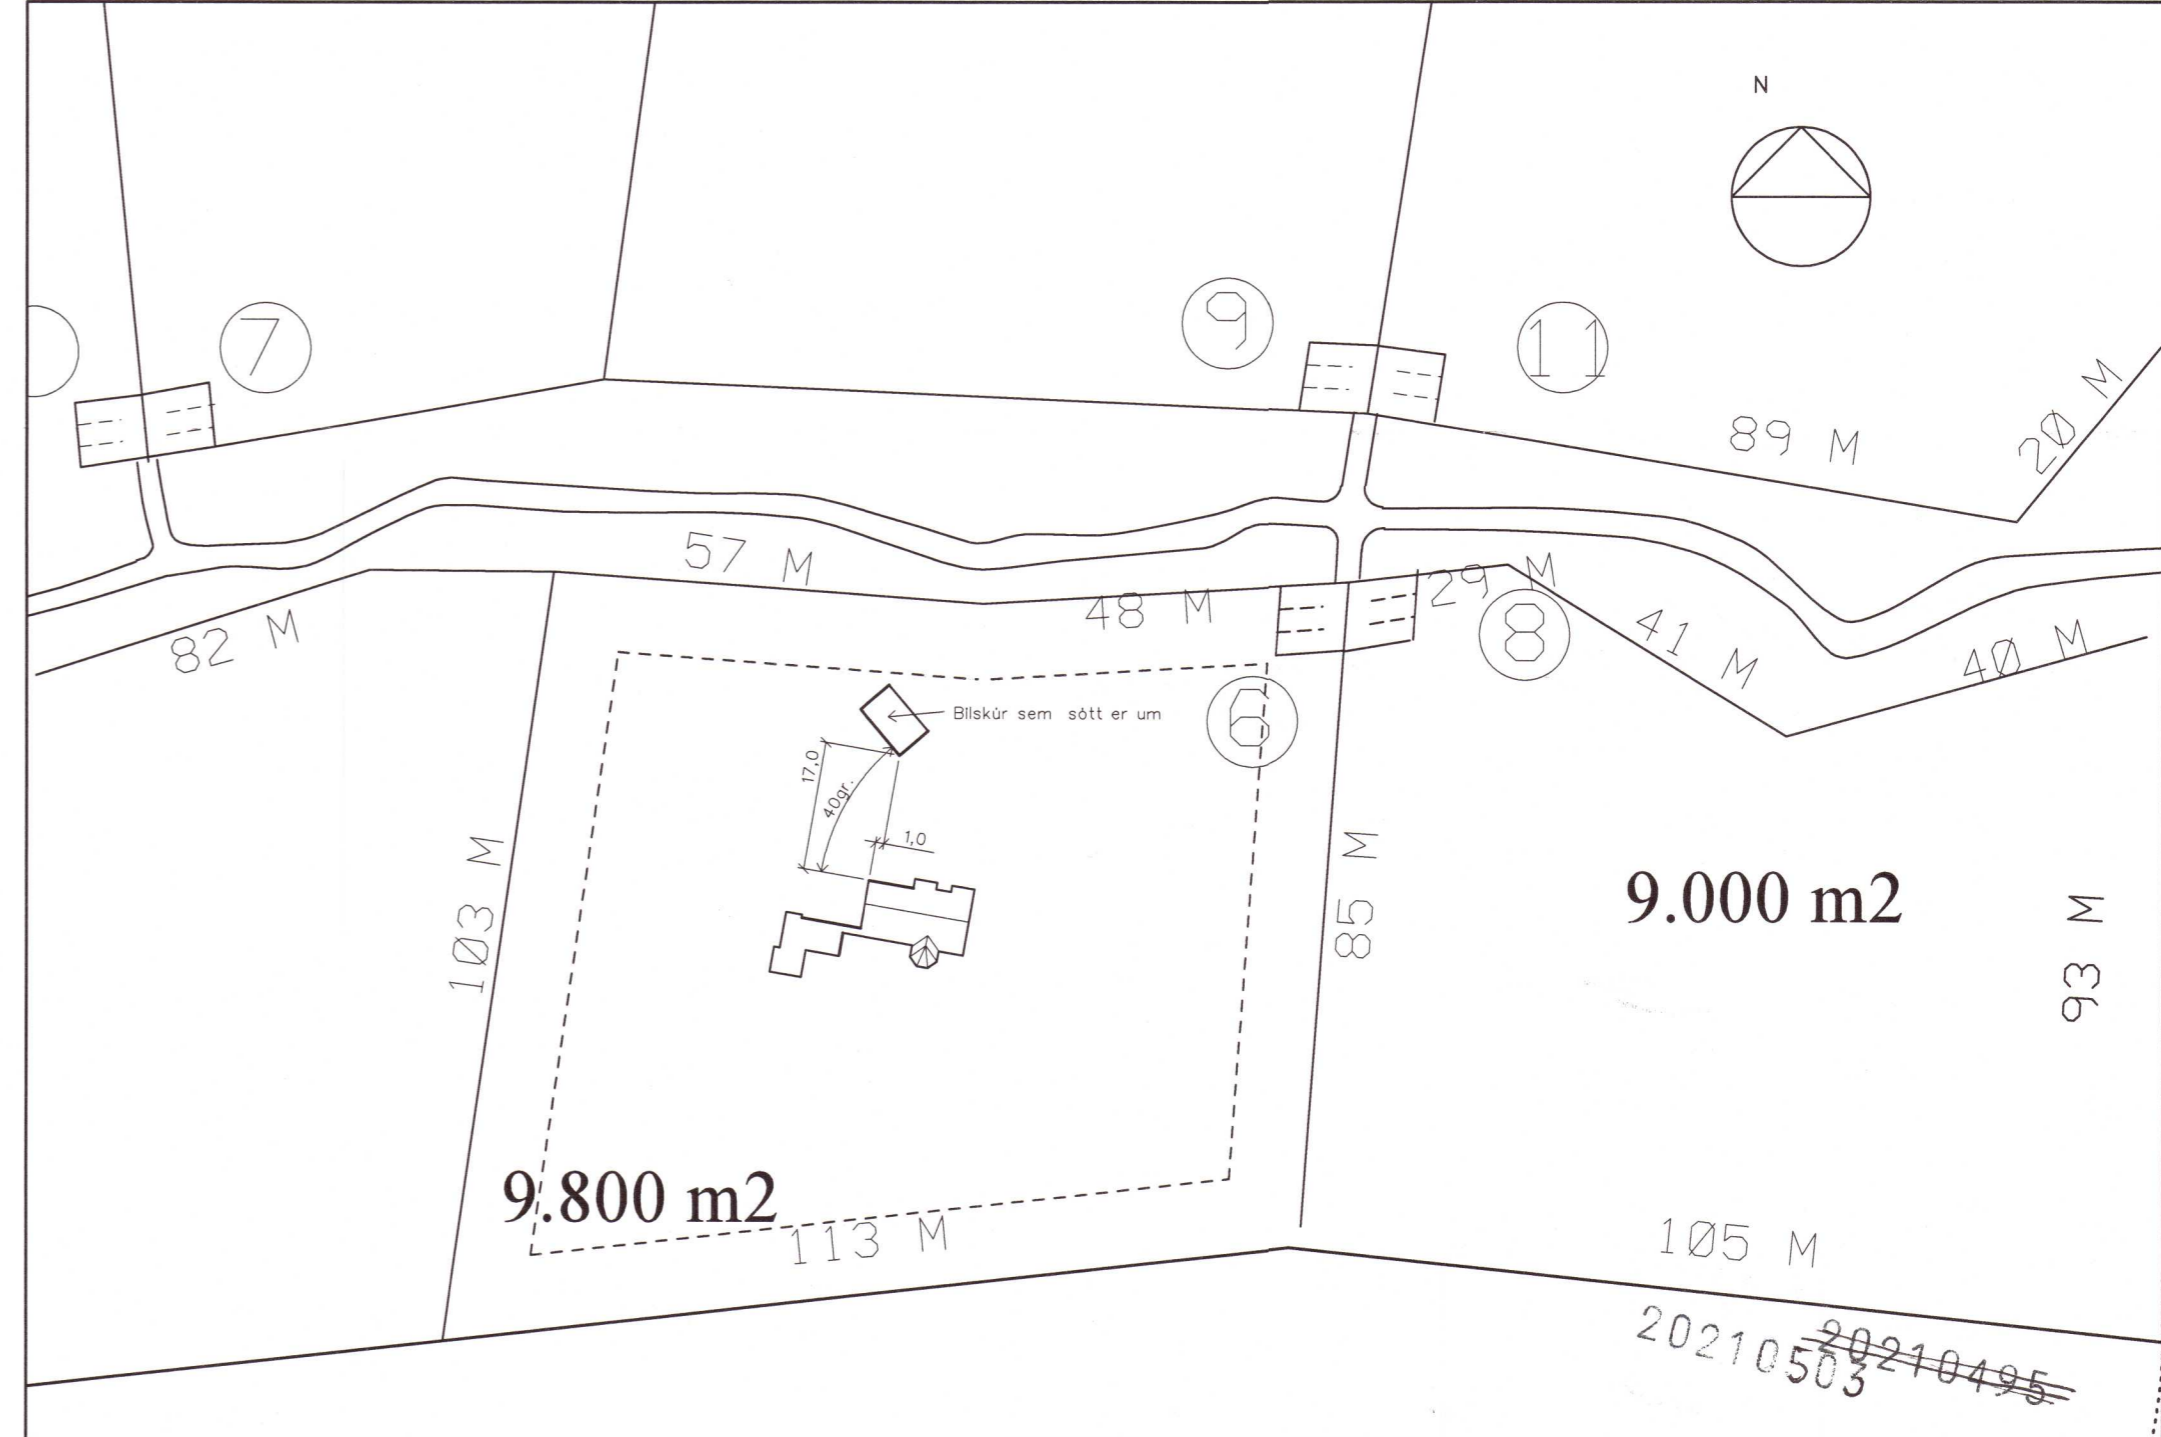 N
7
9
11
89 M
20 M
57 M
48 M
29 M
8
41 M
40 M
82 M
6
Bílskúr sem sótt er um
17,0
40gr.
1,0
103 M
85 M
9.000 m2
93 M
9.800 m2
113 M
105 M
20210503
20210495